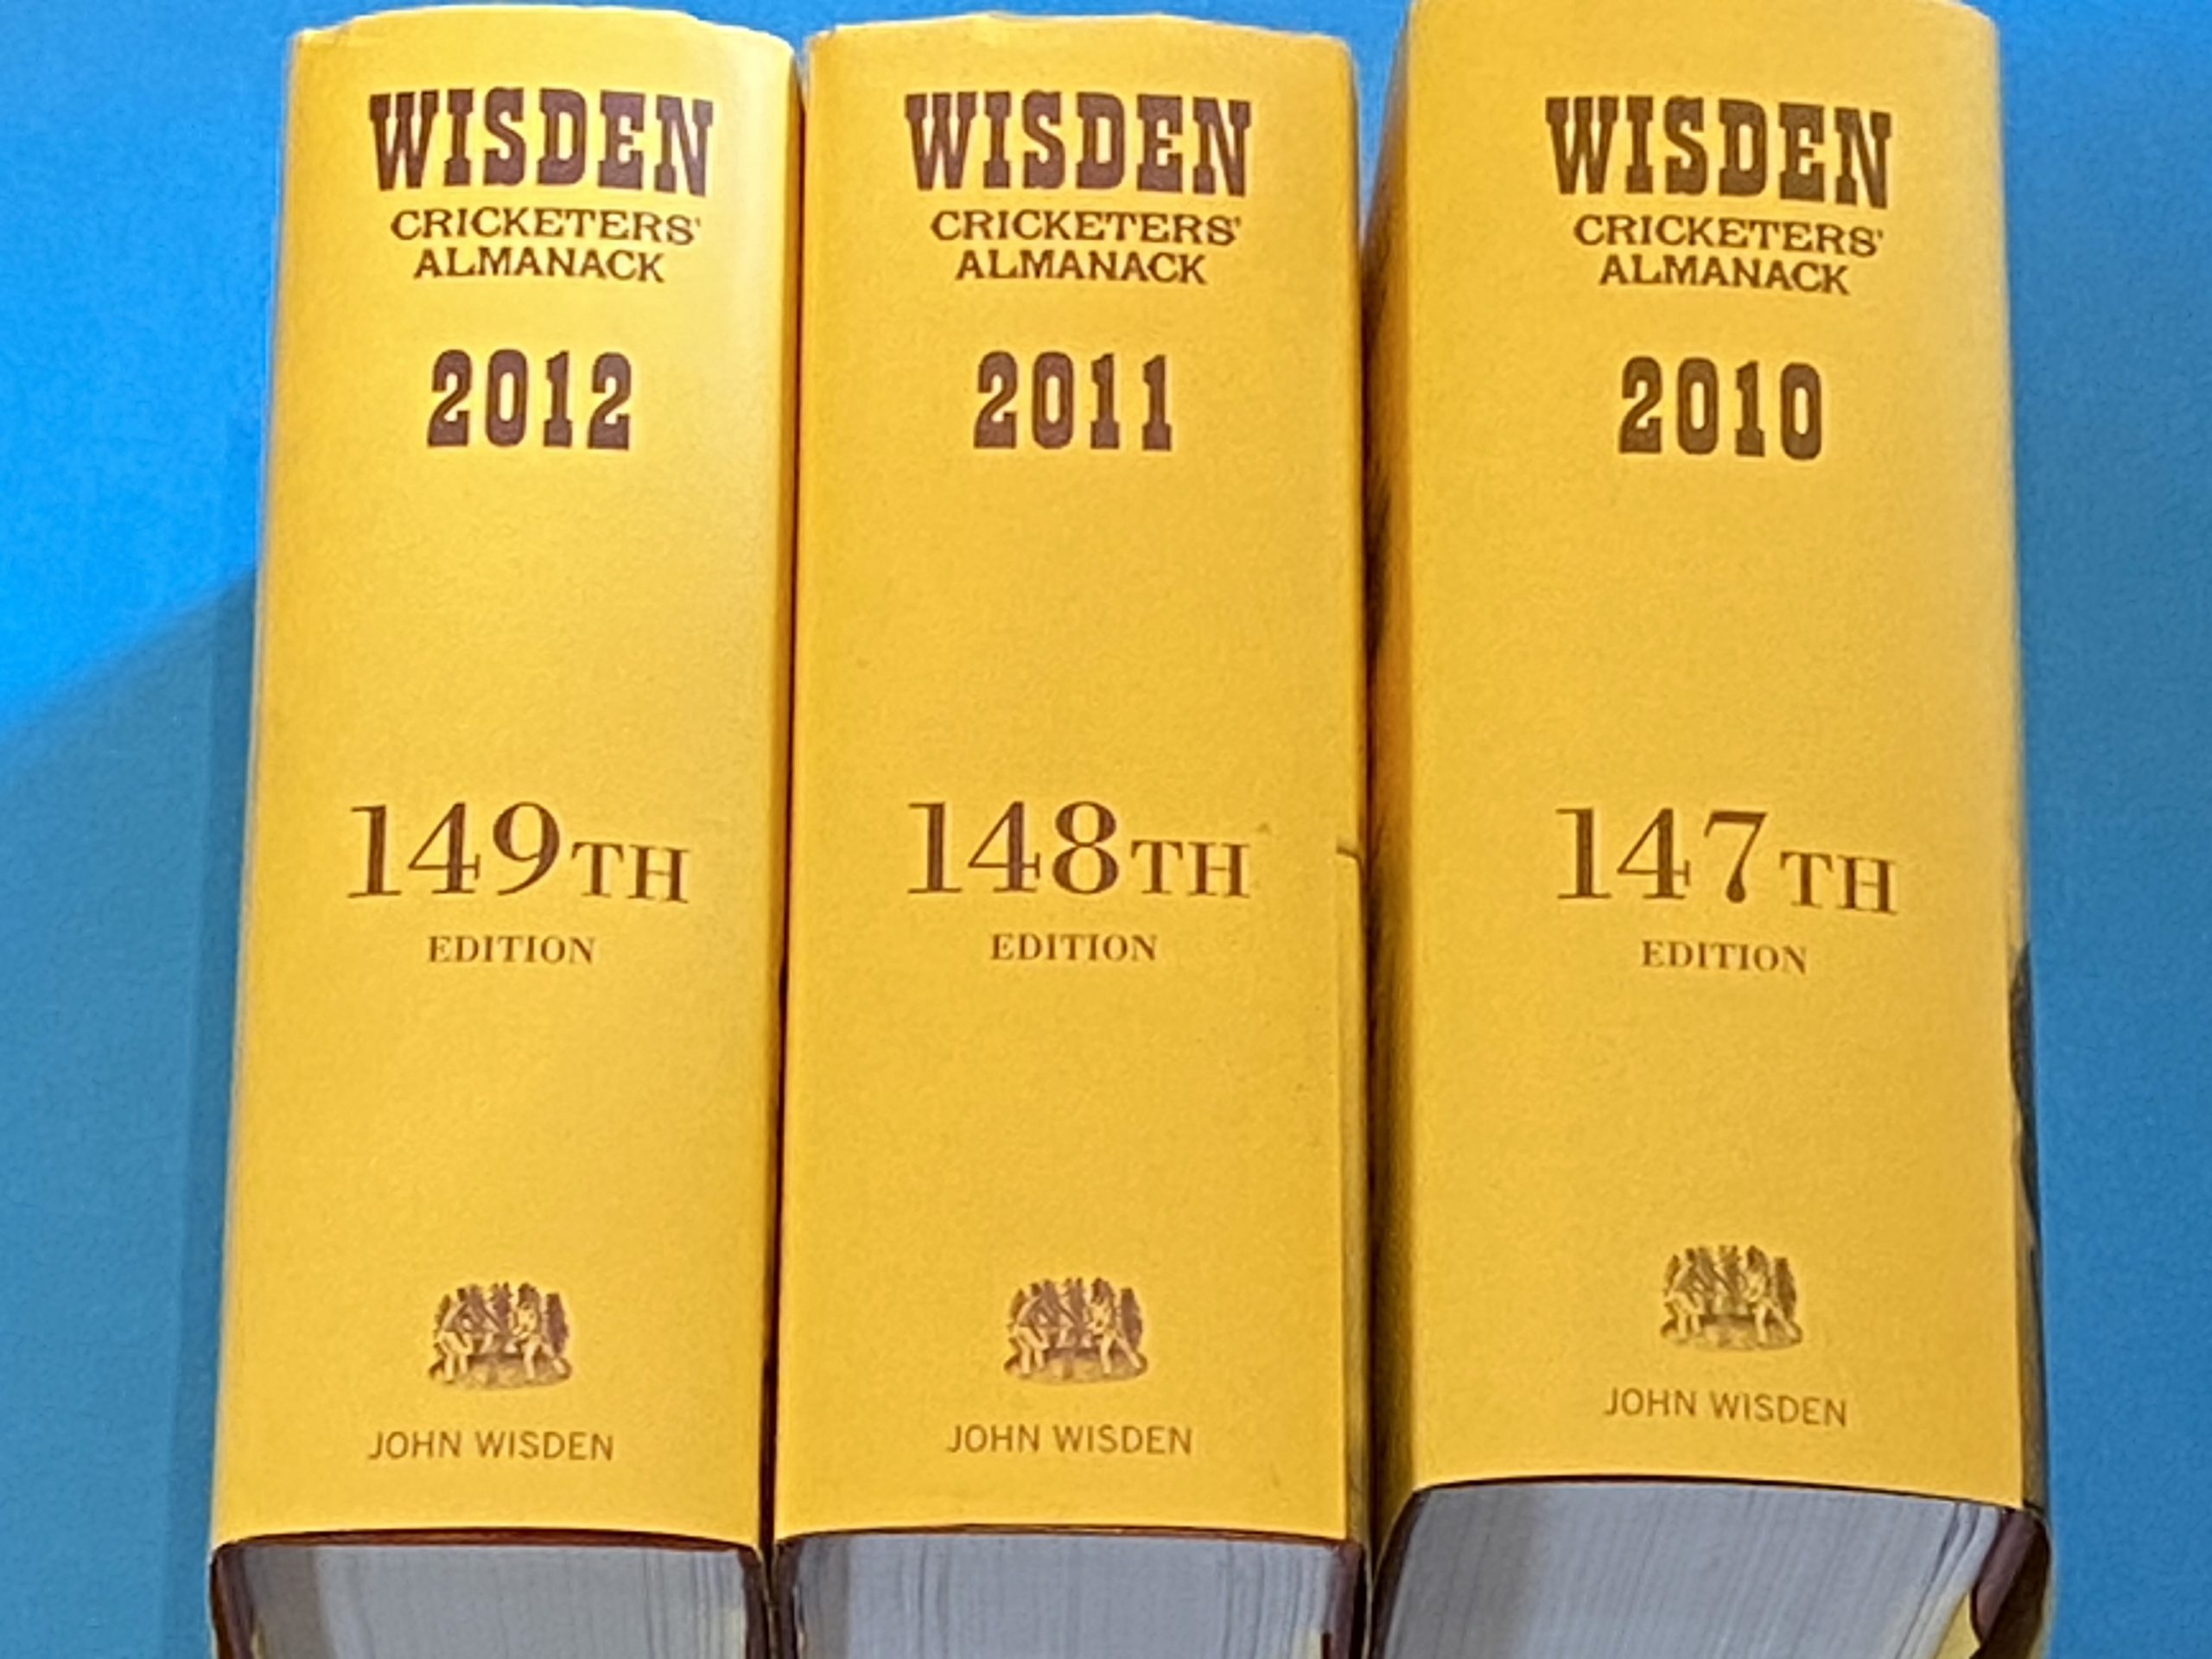 WISDEN
CRICKETERS'
ALMANACK
2012
149TH
EDITION
JOHN WISDEN
WISDEN
CRICKETERS'
ALMANACK
2011
148TH
EDITION
JOHN WISDEN
WISDEN
CRICKETERS'
ALMANACK
2010
147TH
EDITION
JOHN WISDEN